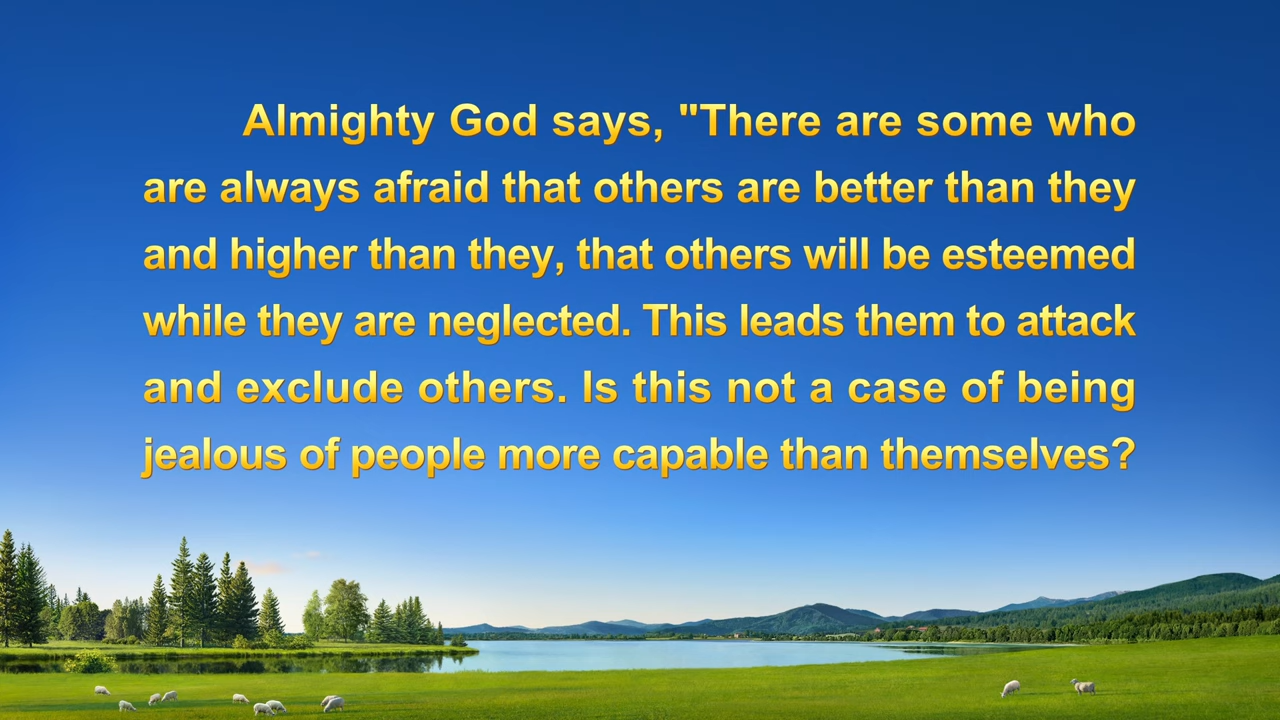 Almighty God says, "There are some who
are always afraid that others are better than they
and higher than they, that others will be esteemed
while they are neglected. This leads them to attack
and exclude others. Is this not a case of being
jealous of people more capable than themselves?